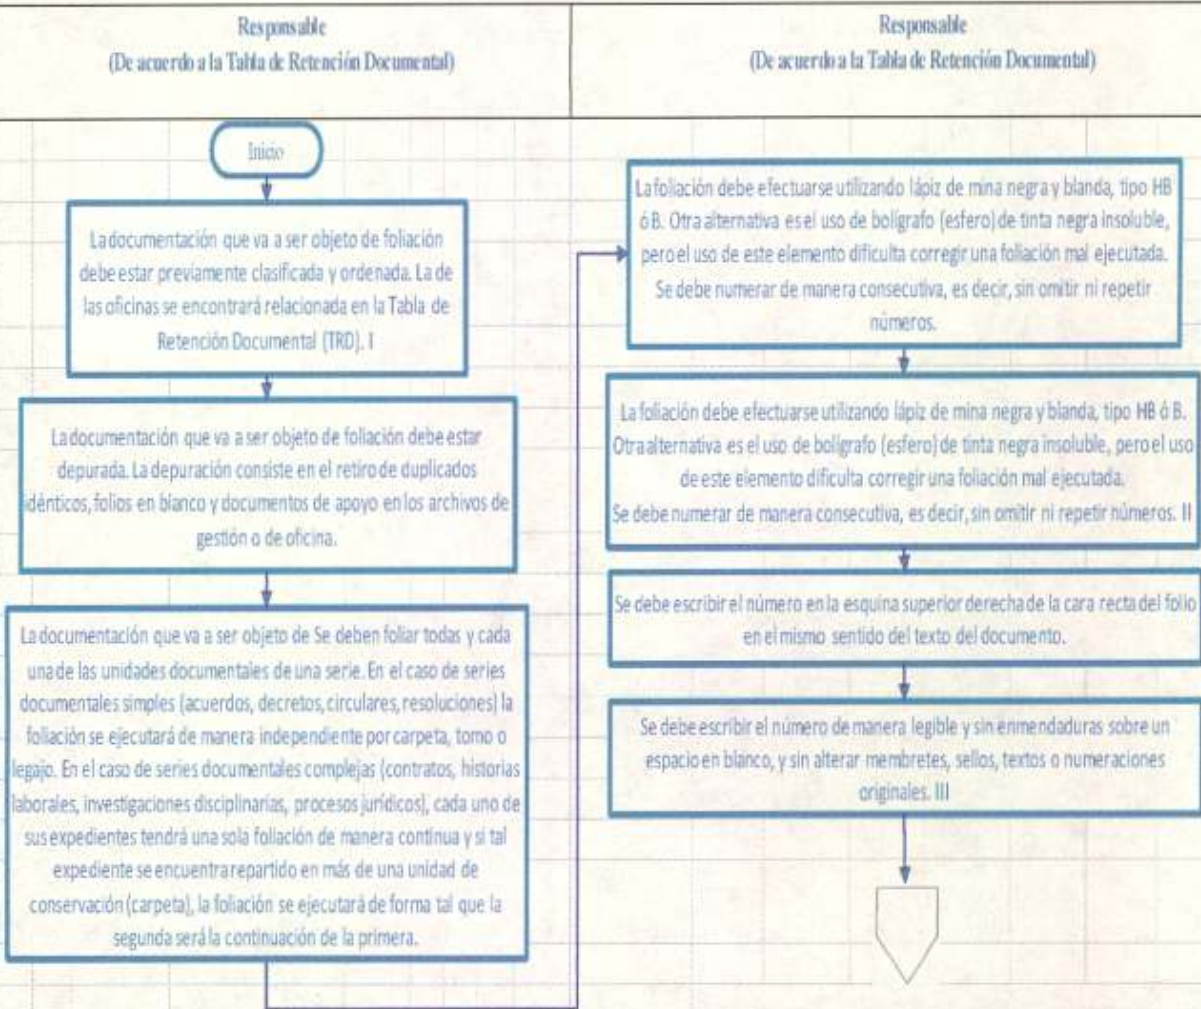 Responsable
(De acuerdo a la Tabla de Retención Documental)
Responsable
(De acuerdo a la Tabla de Retención Documental)
Inicio
La documentación que va a ser objeto de foliación
debe estar previamente clasificada y ordenada. La de
las oficinas se encontrará relacionada en la Tabla de
Retención Documental (TRD). I
La documentación que va a ser objeto de foliación debe estar
depurada. La depuración consiste en el retiro de duplicados
idénticos, folios en blanco y documentos de apoyo en los archivos de
gestión o de oficina.
La documentación que va a ser objeto de Se deben foliar todas y cada
una de las unidades documentales de una serie. En el caso de series
documentales simples (acuerdos, decretos, circulares, resoluciones) la
foliación se ejecutará de manera independiente por carpeta, tomo o
legajo. En el caso de series documentales complejas (contratos, historias
laborales, investigaciones disciplinarias, procesos jurídicos), cada uno de
sus expedientes tendrá una sola foliación de manera continua y si tal
expediente se encuentra repartido en más de una unidad de
conservación (carpeta), la foliación se ejecutará de forma tal que la
segunda será la continuación de la primera.
La foliación debe efectuarse utilizando lápiz de mina negra y blanda, tipo HB
ó B. Otra alternativa es el uso de bolígrafo (esfero) de tinta negra insoluble,
pero el uso de este elemento dificulta corregir una foliación mal ejecutada.
Se debe numerar de manera consecutiva, es decir, sin omitir ni repetir
números.
La foliación debe efectuarse utilizando lápiz de mina negra y blanda, tipo HB ó B.
Otra alternativa es el uso de bolígrafo (esfero) de tinta negra insoluble, pero el uso
de este elemento dificulta corregir una foliación mal ejecutada.
Se debe numerar de manera consecutiva, es decir, sin omitir ni repetir números. II
Se debe escribir el número en la esquina superior derecha de la cara recta del folio
en el mismo sentido del texto del documento.
Se debe escribir el número de manera legible y sin enmendaduras sobre un
espacio en blanco, y sin alterar membretes, sellos, textos o numeraciones
originales. III